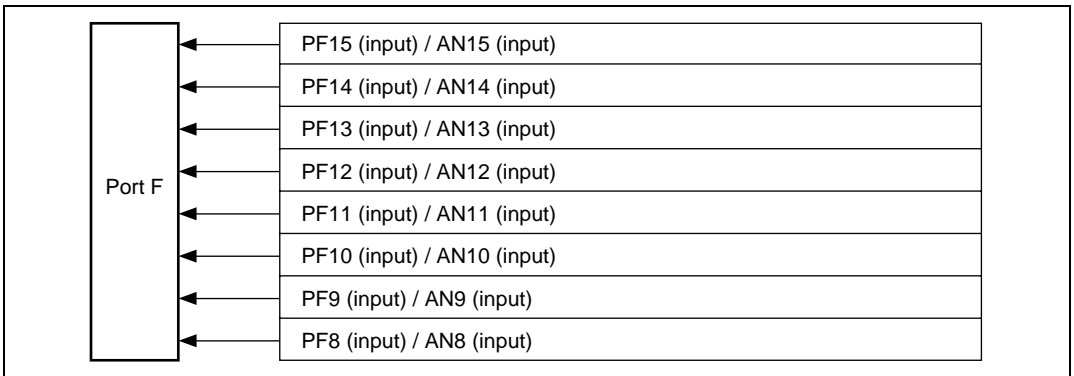 PF15 (input) / AN15 (input)
PF14 (input) / AN14 (input)
PF13 (input) / AN13 (input)
PF12 (input) / AN12 (input)
Port F
PF11 (input) / AN11 (input)
PF10 (input) / AN10 (input)
PF9 (input) / AN9 (input)
PF8 (input) / AN8 (input)